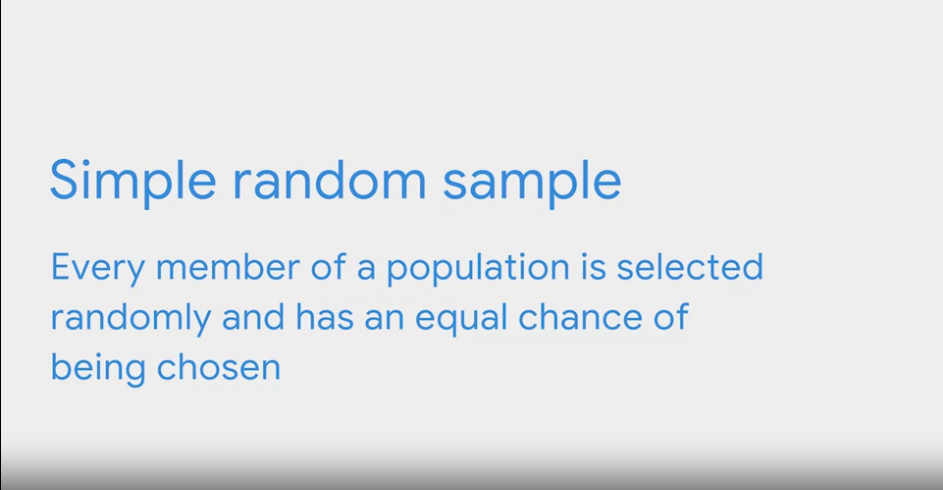 Simple random sample
Every member of a population is selected
randomly and has an equal chance of
being chosen